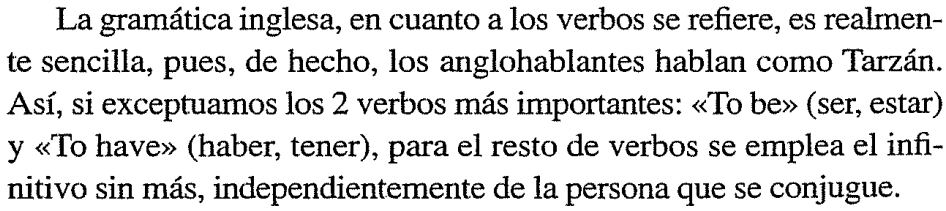 La gramática inglesa, en cuanto a los verbos se refiere, es realmen-
te sencilla, pues, de hecho, los anglohablantes hablan como Tarzán.
Así, si exceptuamos los 2 verbos más importantes: «To be» (ser, estar)
y «To have» (haber, tener), para el resto de verbos se emplea el infi-
nitivo sin más, independientemente de la persona que se conjugue.